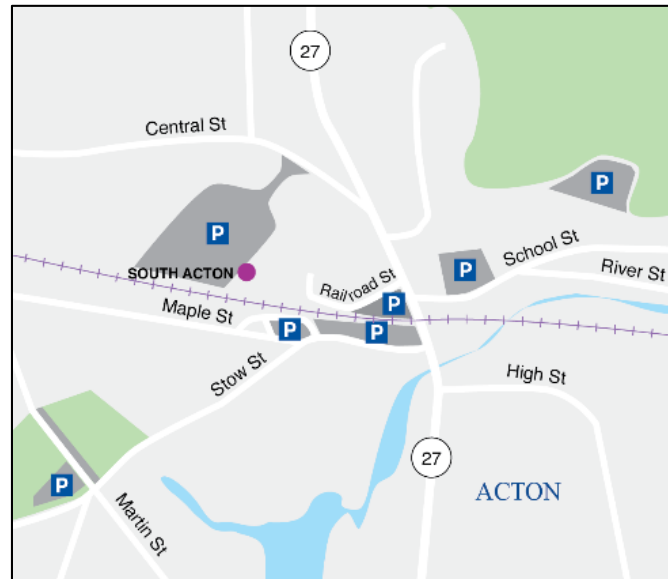 27
Central St
P
P
SOUTH ACTON
School St
P
River St
Railroad St
P
Maple St
P
P
Stow St
High St
27
P
ACTON
Martin St